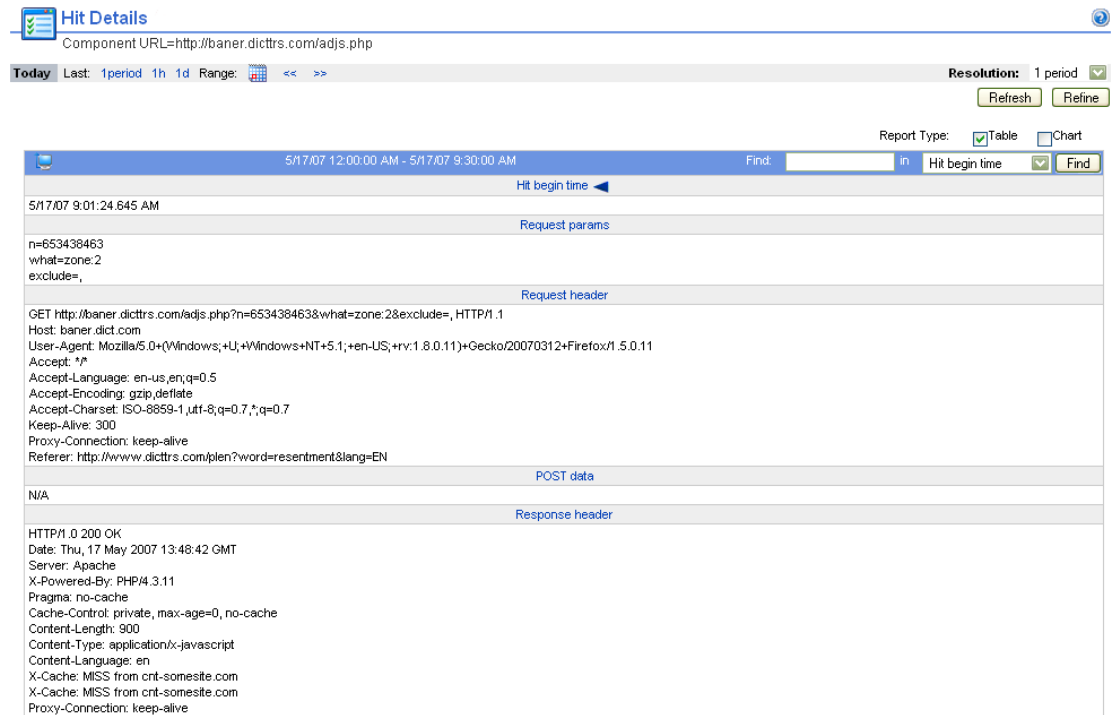 Hit Details
Component URL=http://baner.dicttrs.com/adjs.php
Today Last: 1period 1h 1d Range: << >> Resolution: 1 period
Refresh Refine
Report Type: Table Chart
5/17/07 12:00:00 AM - 5/17/07 9:30:00 AM Find: in Hit begin time Find
Hit begin time
5/17/07 9:01:24.645 AM
Request params
n=653438463
what=zone:2
exclude=,
Request header
GET http://baner.dicttrs.com/adjs.php?n=653438463&what=zone:2&exclude=, HTTP/1.1
Host: baner.dict.com
User-Agent: Mozilla/5.0+(Windows;+U;+Windows+NT+5.1;+en-US;+rv:1.8.0.11)+Gecko/20070312+Firefox/1.5.0.11
Accept: */*
Accept-Language: en-us,en;q=0.5
Accept-Encoding: gzip,deflate
Accept-Charset: ISO-8859-1,utf-8;q=0.7,*;q=0.7
Keep-Alive: 300
Proxy-Connection: keep-alive
Referer: http://www.dicttrs.com/plen?word=resentment&lang=EN
POST data
N/A
Response header
HTTP/1.0 200 OK
Date: Thu, 17 May 2007 13:48:42 GMT
Server: Apache
X-Powered-By: PHP/4.3.11
Pragma: no-cache
Cache-Control: private, max-age=0, no-cache
Content-Length: 900
Content-Type: application/x-javascript
Content-Language: en
X-Cache: MISS from cnt-somesite.com
X-Cache: MISS from cnt-somesite.com
Proxy-Connection: keep-alive